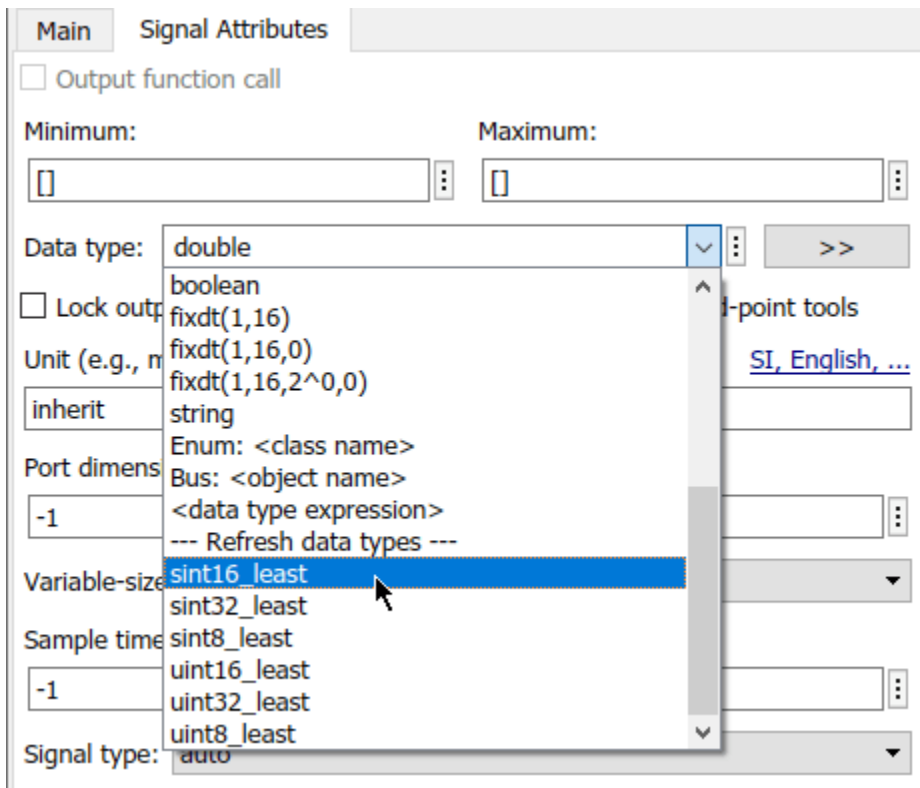 Main
Signal Attributes
Output function call
Minimum:
Maximum:
[]
[]
Data type:
double
>>
boolean
Lock outp
fixdt(1,16)
d-point tools
fixdt(1,16,0)
Unit (e.g., m
SI, English, ...
fixdt(1,16,2^0,0)
inherit
string
Enum: <class name>
Port dimens
Bus: <object name>
-1
<data type expression>
--- Refresh data types ---
Variable-size
sint16_least
sint32_least
Sample time
sint8_least
-1
uint16_least
uint32_least
uint8_least
Signal type:
auto